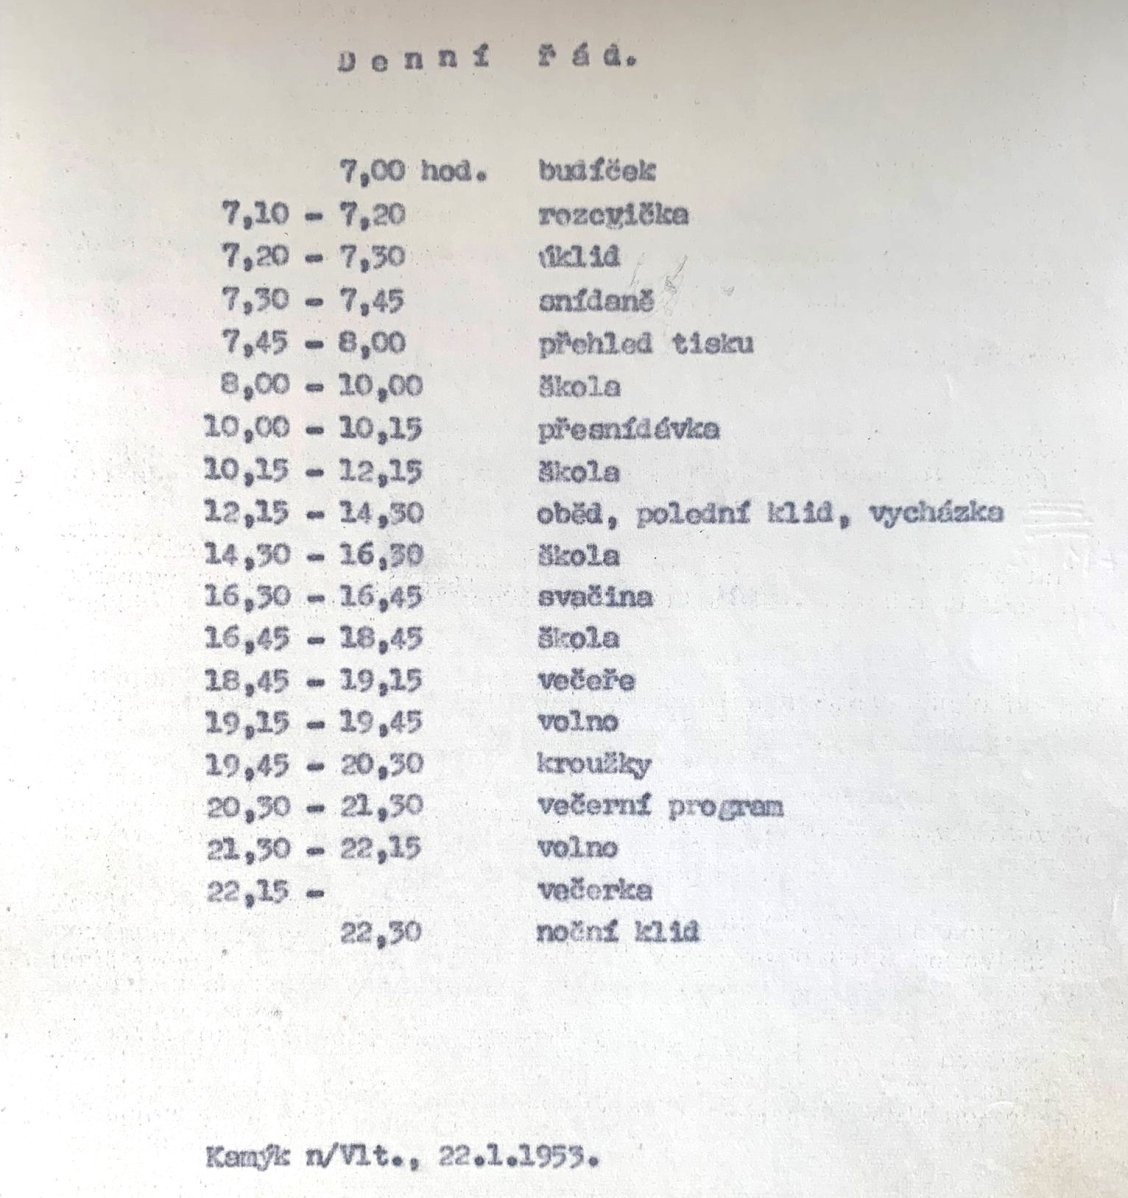 Denní řád.
7,00 hod. budíček
7,10 - 7,20 rozcvička
7,20 - 7,30 úklid
7,30 - 7,45 snídaně
7,45 - 8,00 přehled tisku
8,00 - 10,00 škola
10,00 - 10,15 přesnídávka
10,15 - 12,15 škola
12,15 - 14,30 oběd, polední klid, vycházka
14,30 - 16,30 škola
16,30 - 16,45 svačina
16,45 - 18,45 škola
18,45 - 19,15 večeře
19,15 - 19,45 volno
19,45 - 20,30 kroužky
20,30 - 21,30 večerní program
21,30 - 22,15 volno
22,15 - večerka
22,30 noční klid
Kamýk n/Vlt., 22.1.1953.